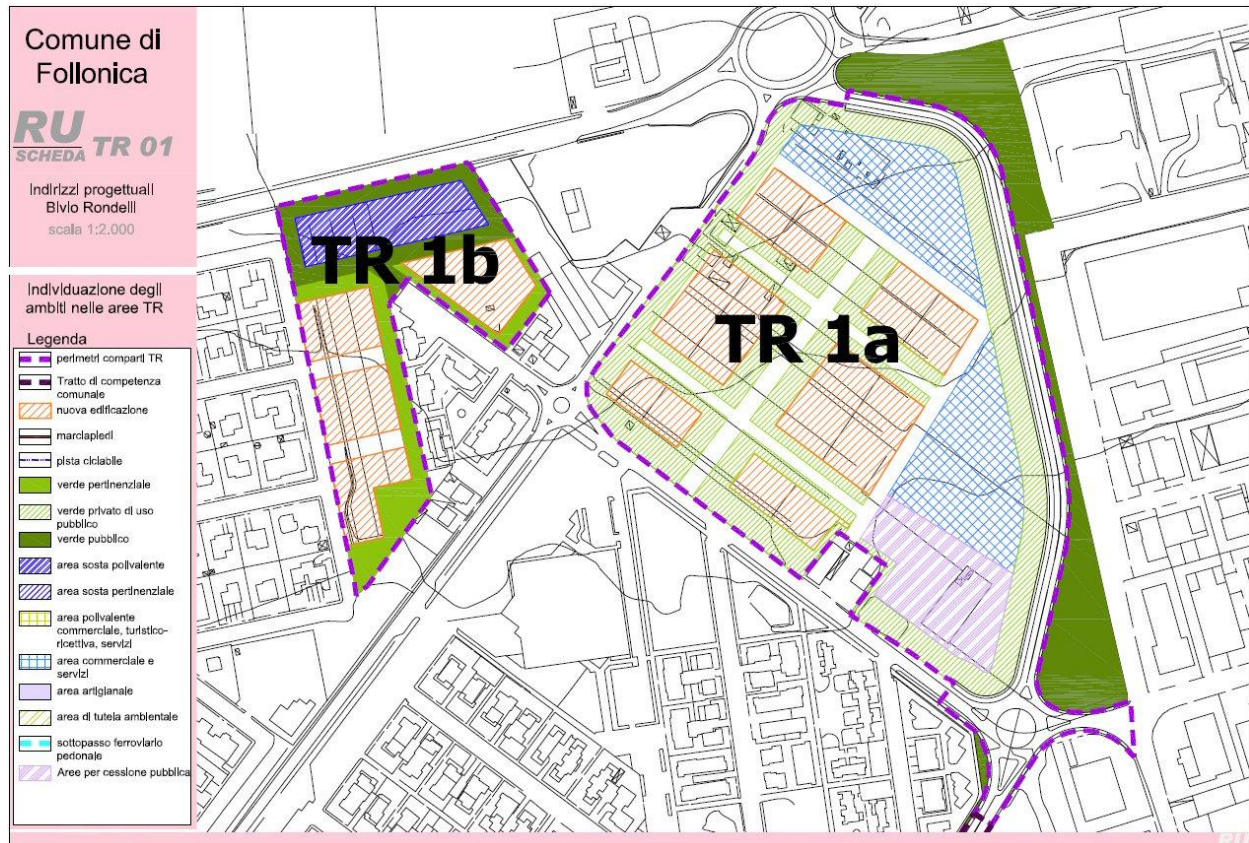 Comune di
Follonica
RU TR 01
SCHEDA
Indirizzi progettuali
Bivio Rondelli
scala 1:2.000
Individuazione degli
ambiti nelle aree TR
Legenda
perimetri comparti TR
Tratto di competenza
comunale
nuova edificazione
marciapiedi
pista ciclabile
verde pertinenziale
verde privato di uso
pubblico
verde pubblico
area sosta polivalente
area sosta pertinenziale
area polivalente
commerciale, turistico-
ricettiva, servizi
area commerciale e
servizi
area artigianale
area di tutela ambientale
sottopasso ferroviario
pedonale
Aree per cessione pubblica
TR 1b
TR 1a
RU